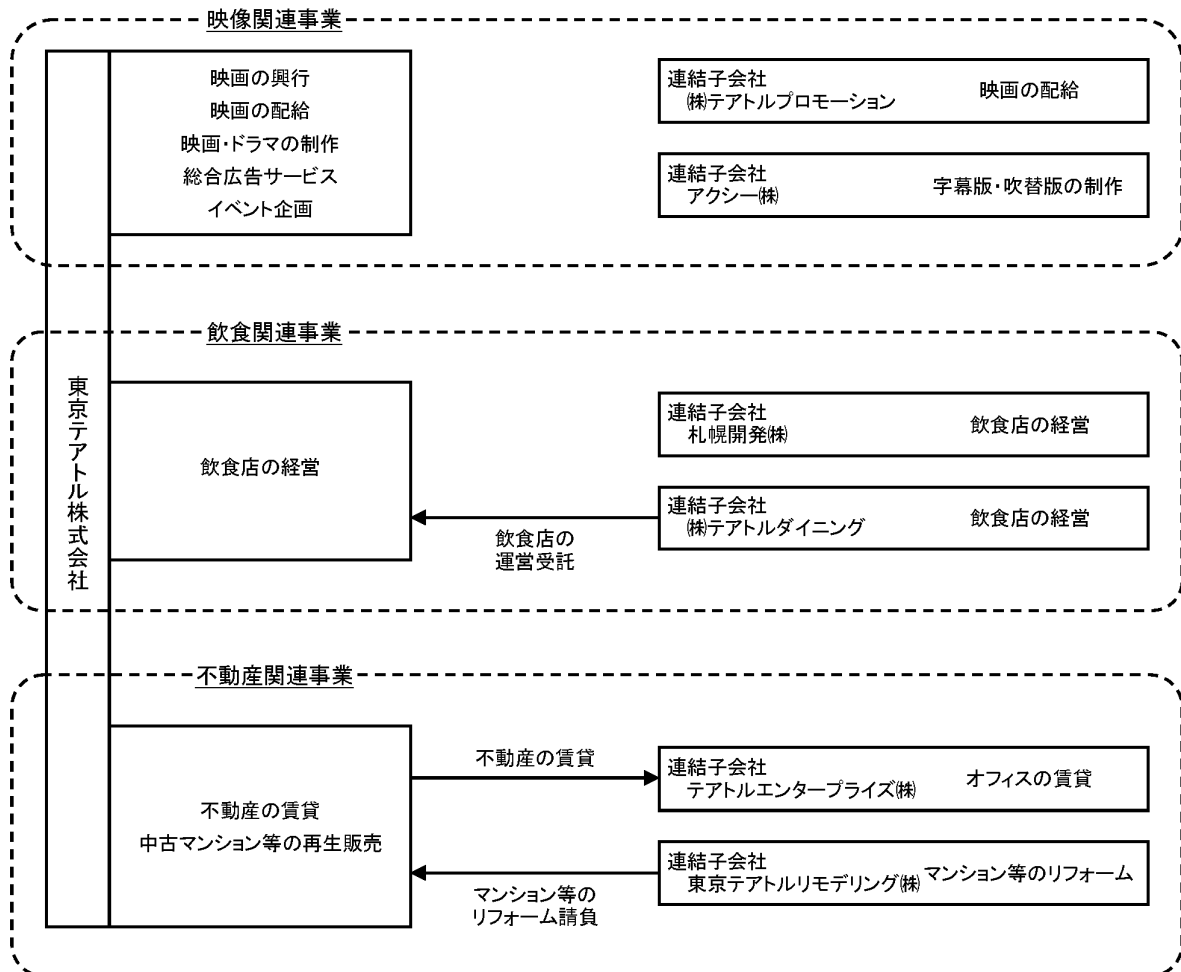 映像関連事業
映画の興行
映画の配給
映画・ドラマの制作
総合広告サービス
イベント企画
連結子会社
㈱テアトルプロモーション
映画の配給
連結子会社
アクシー㈱
字幕版・吹替版の制作
東京テアトル株式会社
飲食関連事業
飲食店の経営
連結子会社
札幌開発㈱
飲食店の経営
連結子会社
㈱テアトルダイニング
飲食店の経営
飲食店の
運営受託
不動産関連事業
不動産の賃貸
中古マンション等の再生販売
不動産の賃貸
連結子会社
テアトルエンタープライズ㈱
オフィスの賃貸
連結子会社
東京テアトルリモデリング㈱
マンション等のリフォーム
マンション等の
リフォーム請負